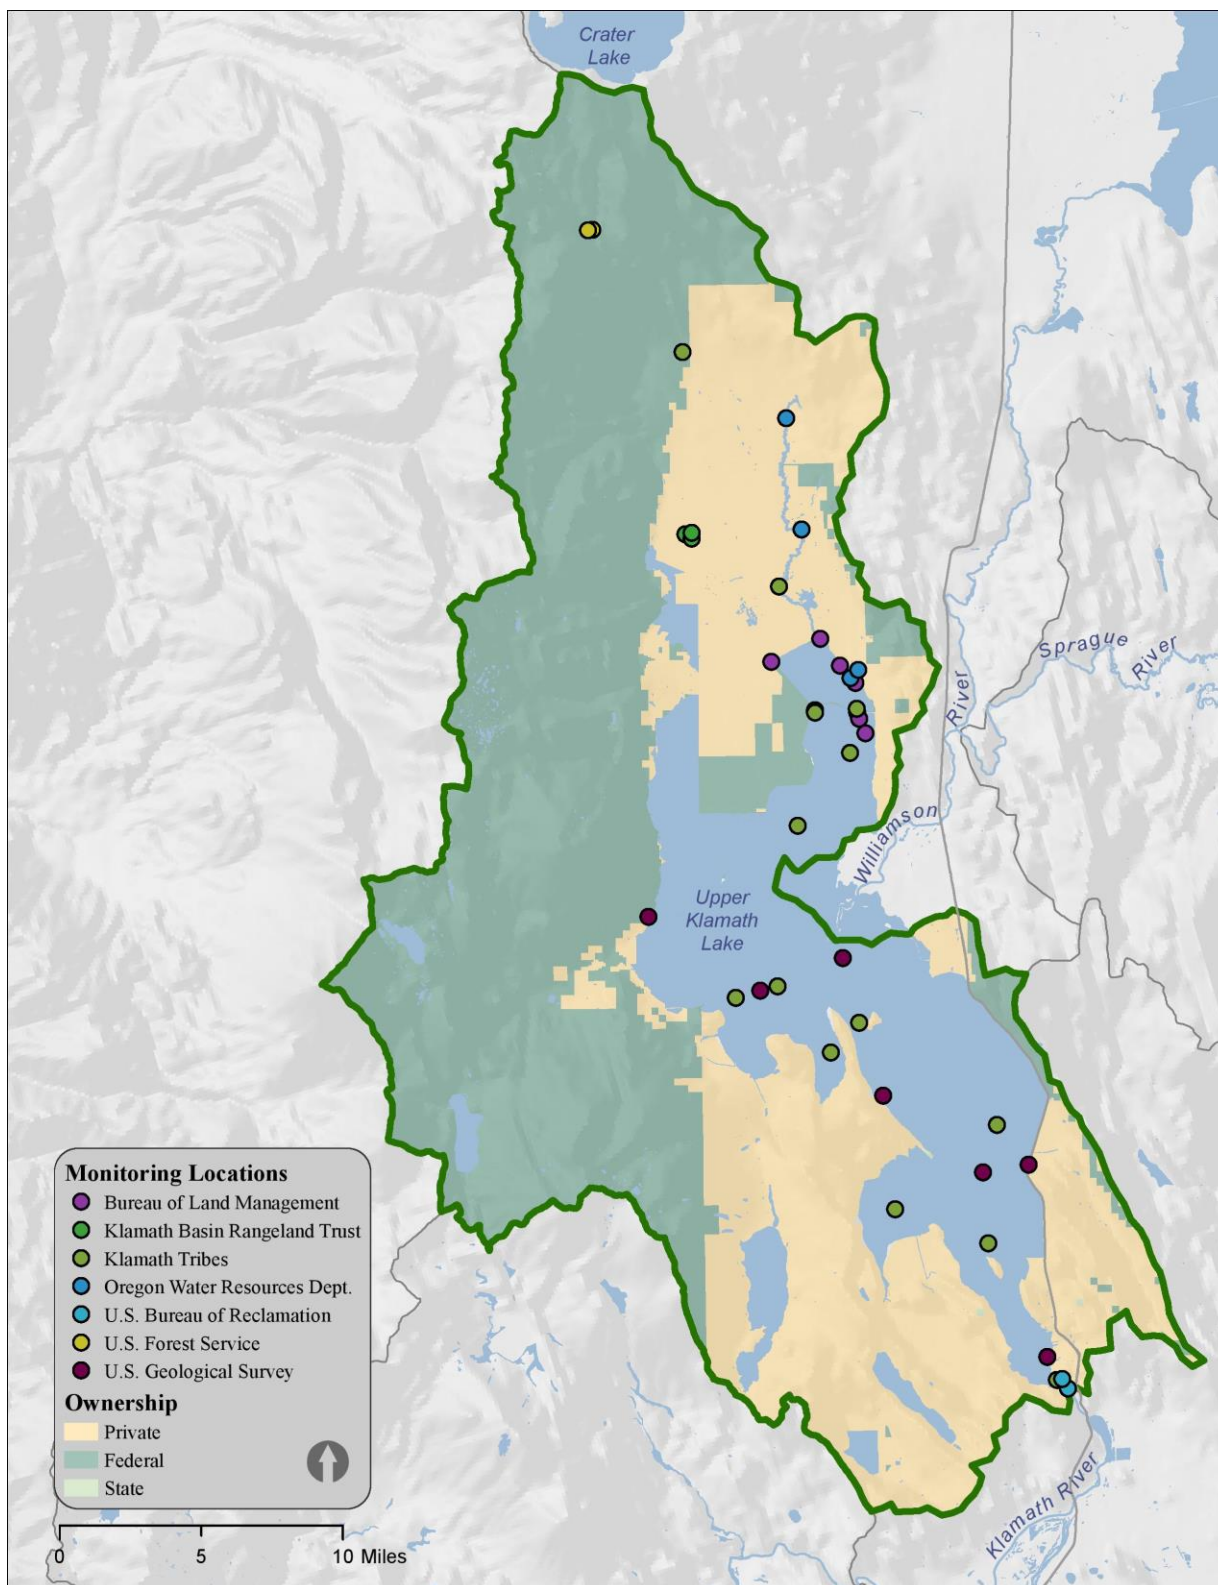 Crater
Lake
Sprague
River
River
Williamson
Upper
Klamath
Lake
Monitoring Locations
Bureau of Land Management
Klamath Basin Rangeland Trust
Klamath Tribes
Oregon Water Resources Dept.
U.S. Bureau of Reclamation
U.S. Forest Service
U.S. Geological Survey
Ownership
Private
Federal
State
Klamath River
0 5 10 Miles